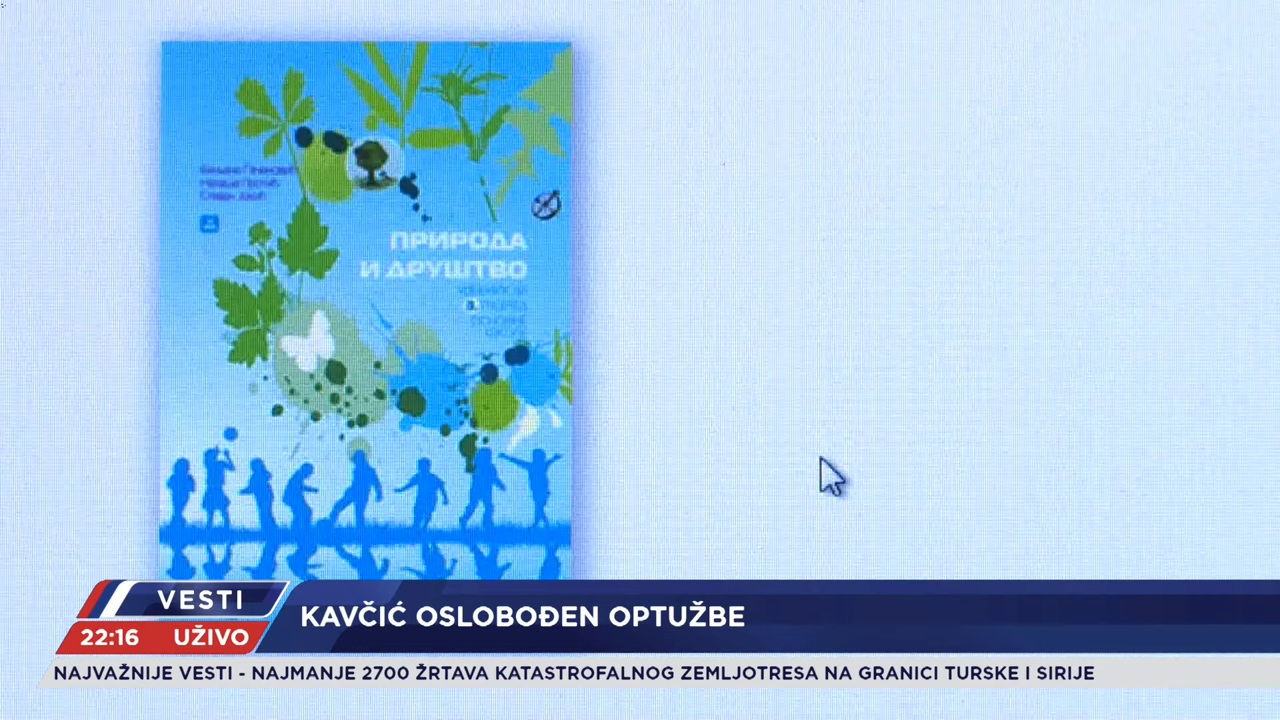 ПРИРОДА
И ДРУШТВО
VESTI
22:16 UŽIVO
KAVČIĆ OSLOBOĐEN OPTUŽBE
NAJVAŽNIJE VESTI - NAJMANJE 2700 ŽRTAVA KATASTROFALNOG ZEMLJOTRESA NA GRANICI TURSKE I SIRIJE